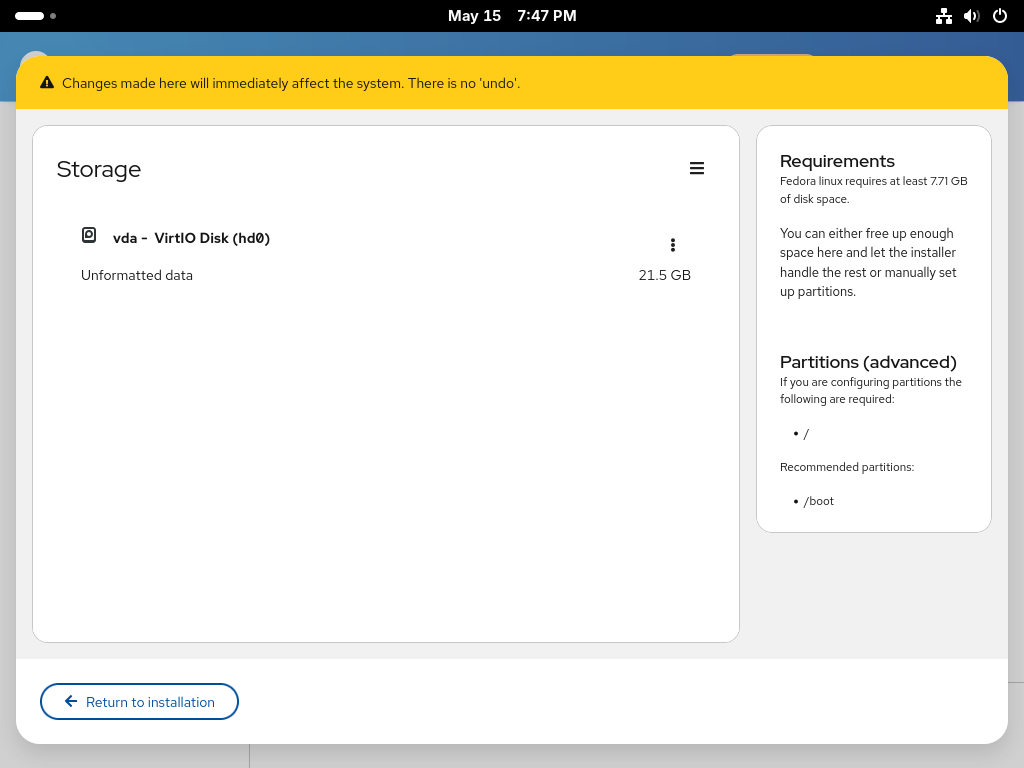 May 15 7:47 PM
Changes made here will immediately affect the system. There is no 'undo'.
Storage
vda - VirtIO Disk (hd0)
Unformatted data 21.5 GB
Requirements
Fedora linux requires at least 7.71 GB
of disk space.
You can either free up enough
space here and let the installer
handle the rest or manually set
up partitions.
Partitions (advanced)
If you are configuring partitions the
following are required:
• /
Recommended partitions:
• /boot
Return to installation